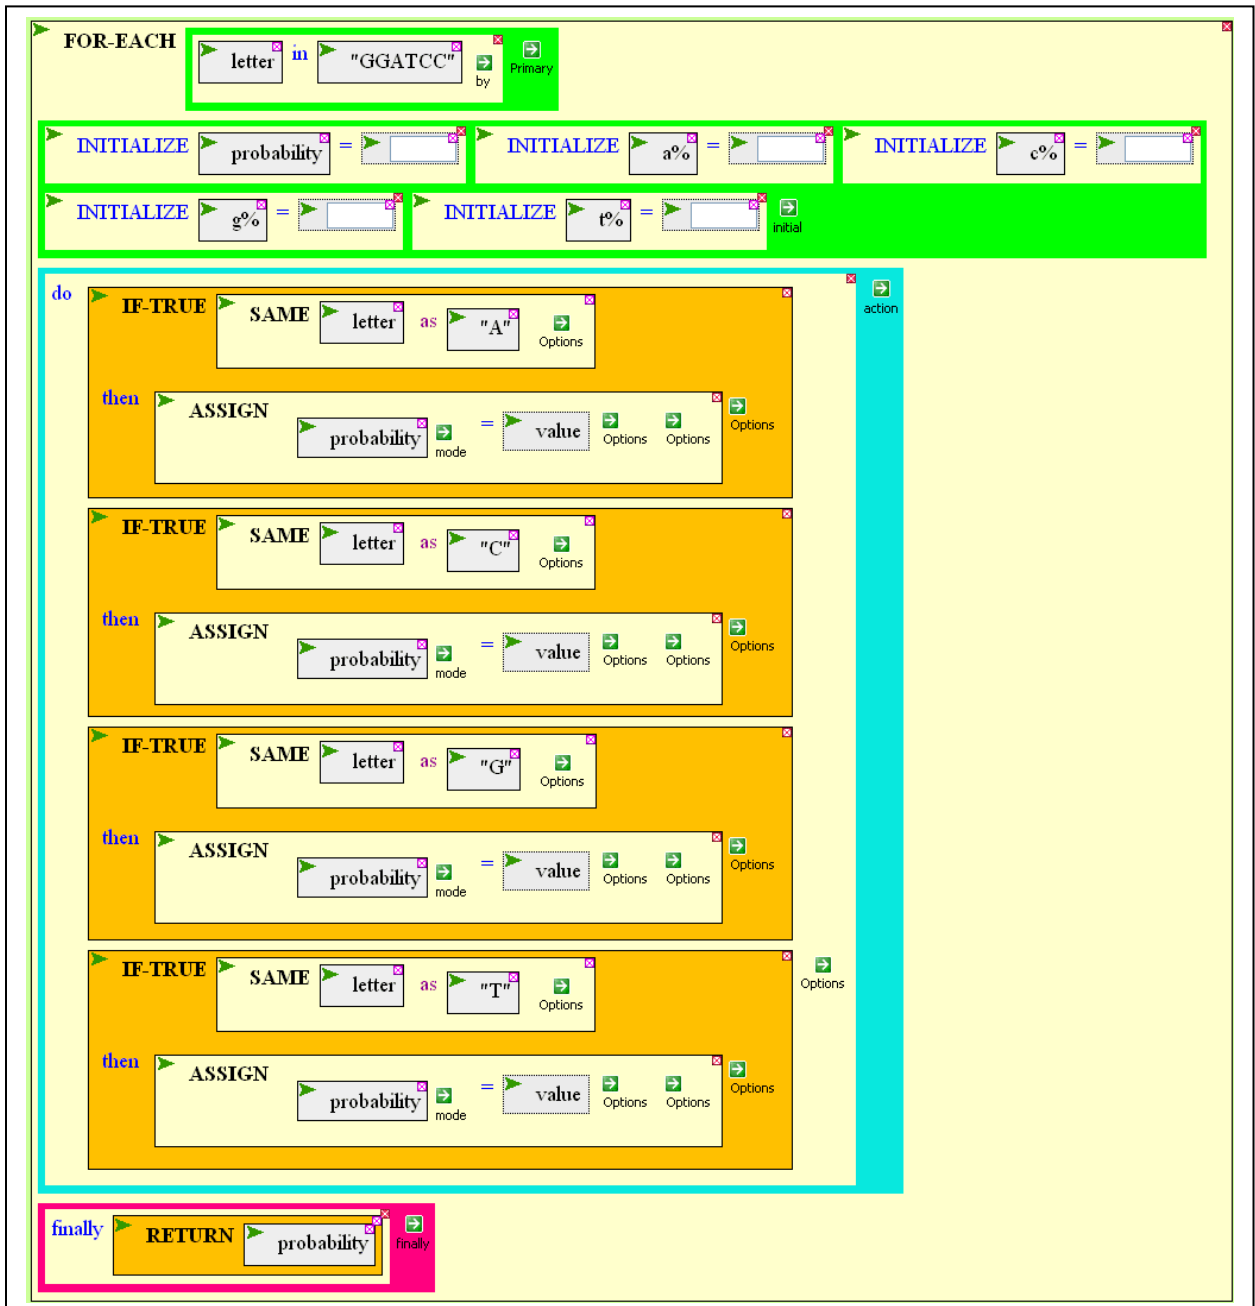 FOR-EACH letter in "GGATCC" by Primary
INITIALIZE probability = INITIALIZE a% = INITIALIZE c% =
INITIALIZE g% = INITIALIZE t% = initial
do IF-TRUE SAME letter as "A" Options action
then ASSIGN probability mode = value Options Options Options
IF-TRUE SAME letter as "C" Options
then ASSIGN probability mode = value Options Options Options
IF-TRUE SAME letter as "G" Options
then ASSIGN probability mode = value Options Options Options
IF-TRUE SAME letter as "T" Options Options
then ASSIGN probability mode = value Options Options Options
finally RETURN probability finally